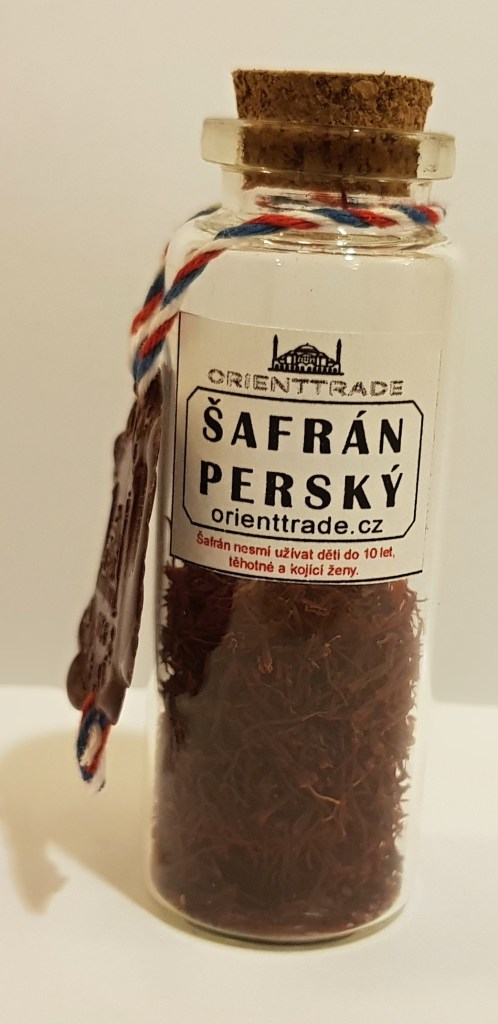 ORIENTTRADE
ŠAFRÁN
PERSKÝ
orienttrade.cz
Šafrán nesmí užívat děti do 10 let,
těhotné a kojící ženy.